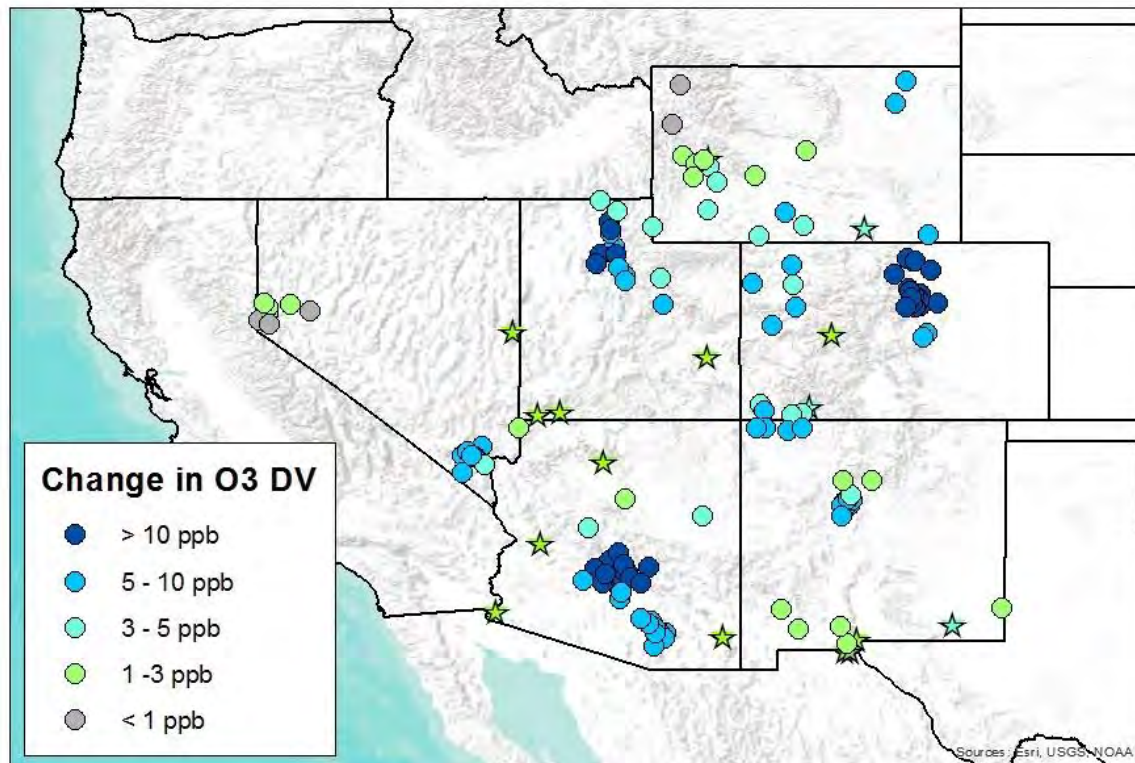 Change in O3 DV
> 10 ppb
5 - 10 ppb
3 - 5 ppb
1 -3 ppb
< 1 ppb
Sources: Esri, USGS, NOAA